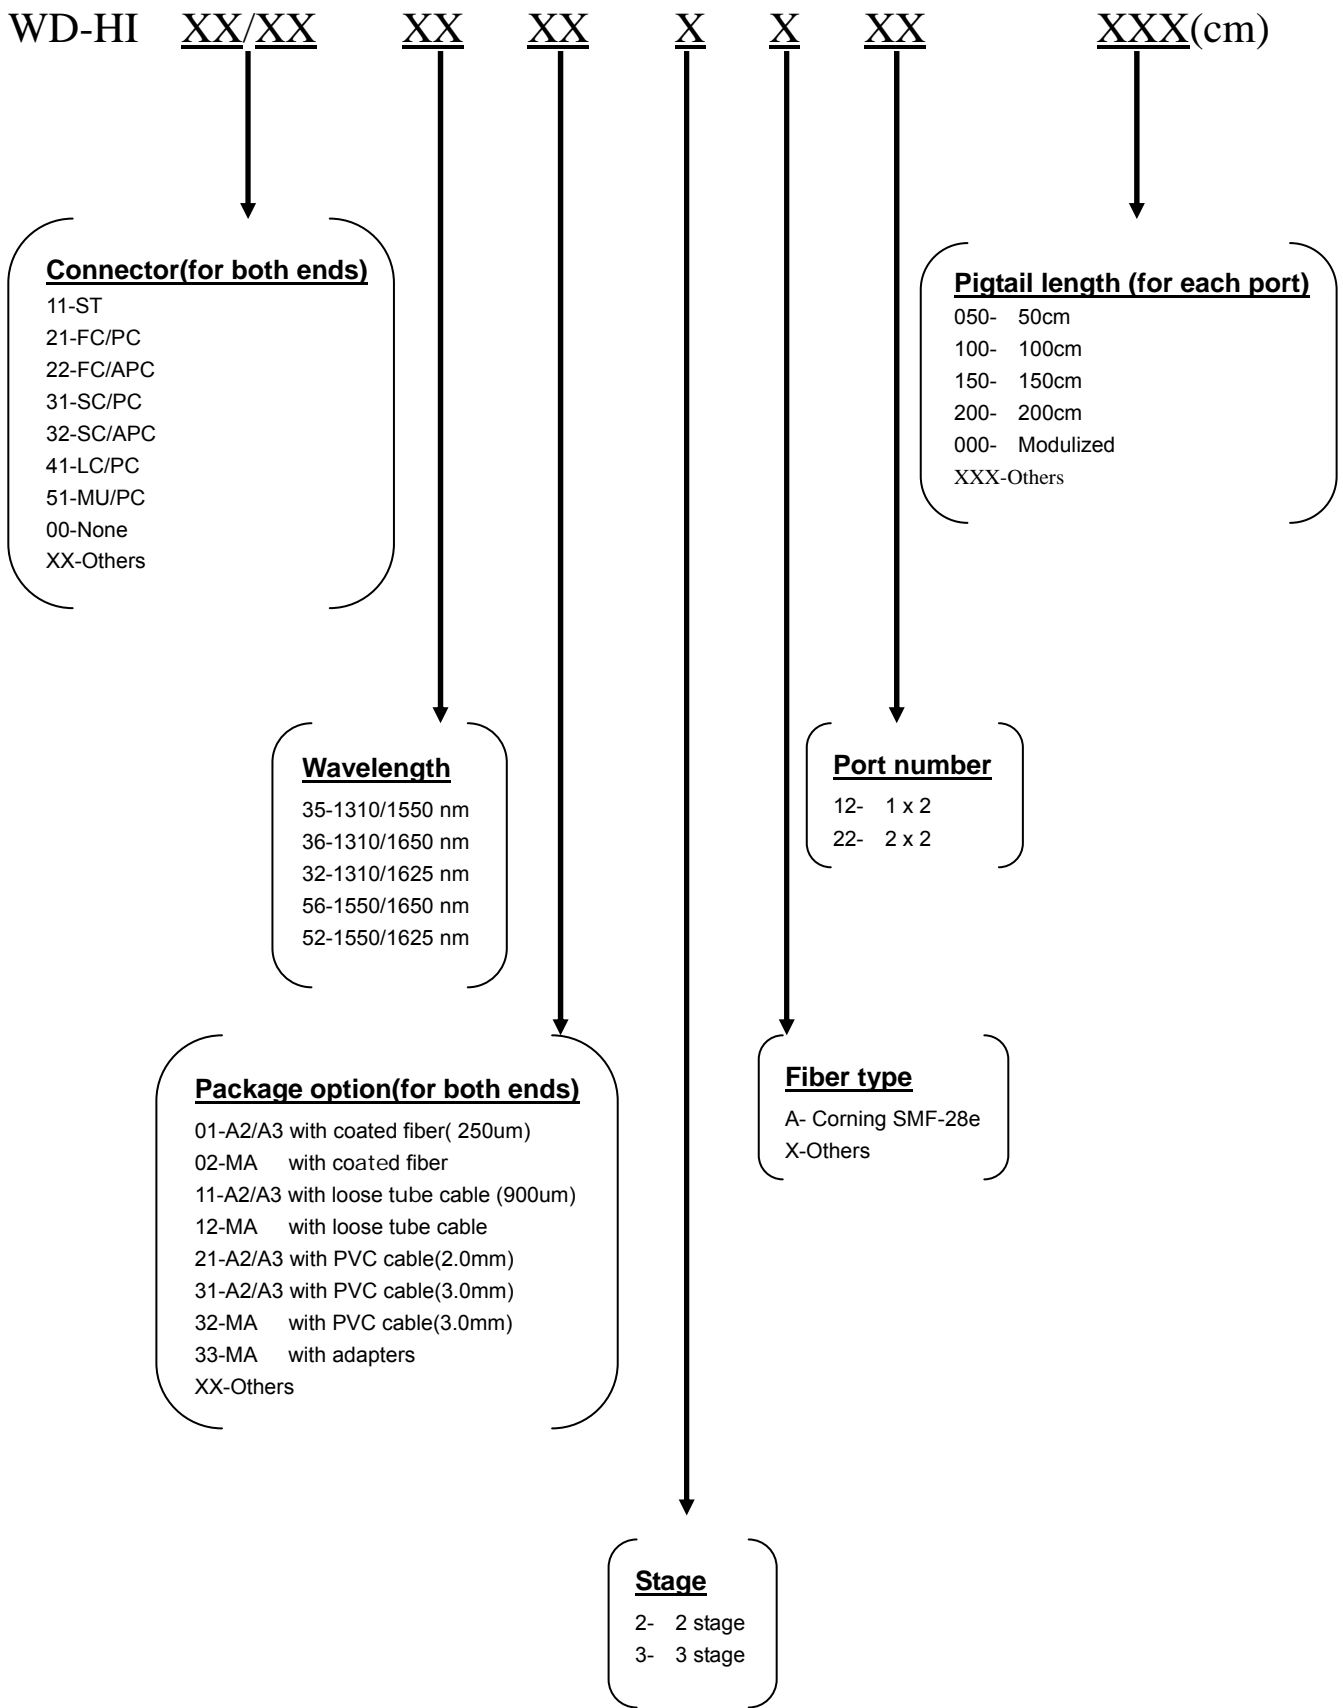 WD-HI XX/XX XX XX X X XX XXX(cm)
Connector(for both ends)
11-ST
21-FC/PC
22-FC/APC
31-SC/PC
32-SC/APC
41-LC/PC
51-MU/PC
00-None
XX-Others
Pigtail length (for each port)
050- 50cm
100- 100cm
150- 150cm
200- 200cm
000- Modulized
XXX-Others
Wavelength
35-1310/1550 nm
36-1310/1650 nm
32-1310/1625 nm
56-1550/1650 nm
52-1550/1625 nm
Port number
12- 1 x 2
22- 2 x 2
Package option(for both ends)
01-A2/A3 with coated fiber( 250um)
02-MA with coated fiber
11-A2/A3 with loose tube cable (900um)
12-MA with loose tube cable
21-A2/A3 with PVC cable(2.0mm)
31-A2/A3 with PVC cable(3.0mm)
32-MA with PVC cable(3.0mm)
33-MA with adapters
XX-Others
Fiber type
A- Corning SMF-28e
X-Others
Stage
2- 2 stage
3- 3 stage